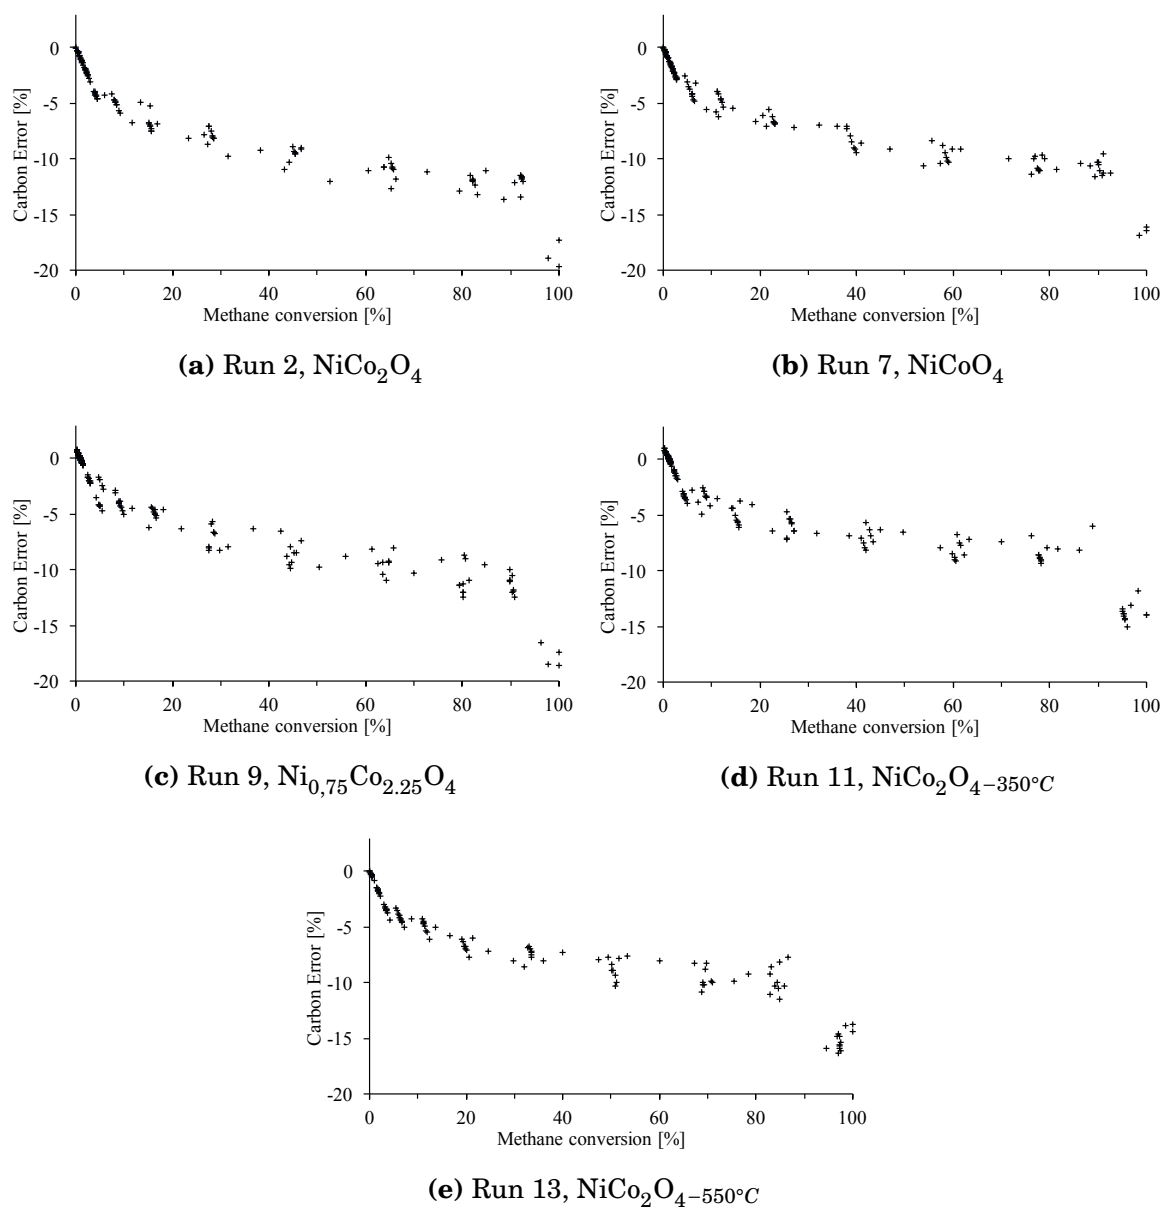 0
-5
-10
-15
-20
Carbon Error [%]
0 20 40 60 80 100
Methane conversion [%]
(a) Run 2, NiCo₂O₄
0
-5
-10
-15
-20
Carbon Error [%]
0 20 40 60 80 100
Methane conversion [%]
(b) Run 7, NiCoO₄
0
-5
-10
-15
-20
Carbon Error [%]
0 20 40 60 80 100
Methane conversion [%]
(c) Run 9, Ni₀,₇₅Co₂.₂₅O₄
0
-5
-10
-15
-20
Carbon Error [%]
0 20 40 60 80 100
Methane conversion [%]
(d) Run 11, NiCo₂O₄₋₃₅₀°C
0
-5
-10
-15
-20
Carbon Error [%]
0 20 40 60 80 100
Methane conversion [%]
(e) Run 13, NiCo₂O₄₋₅₅₀°C